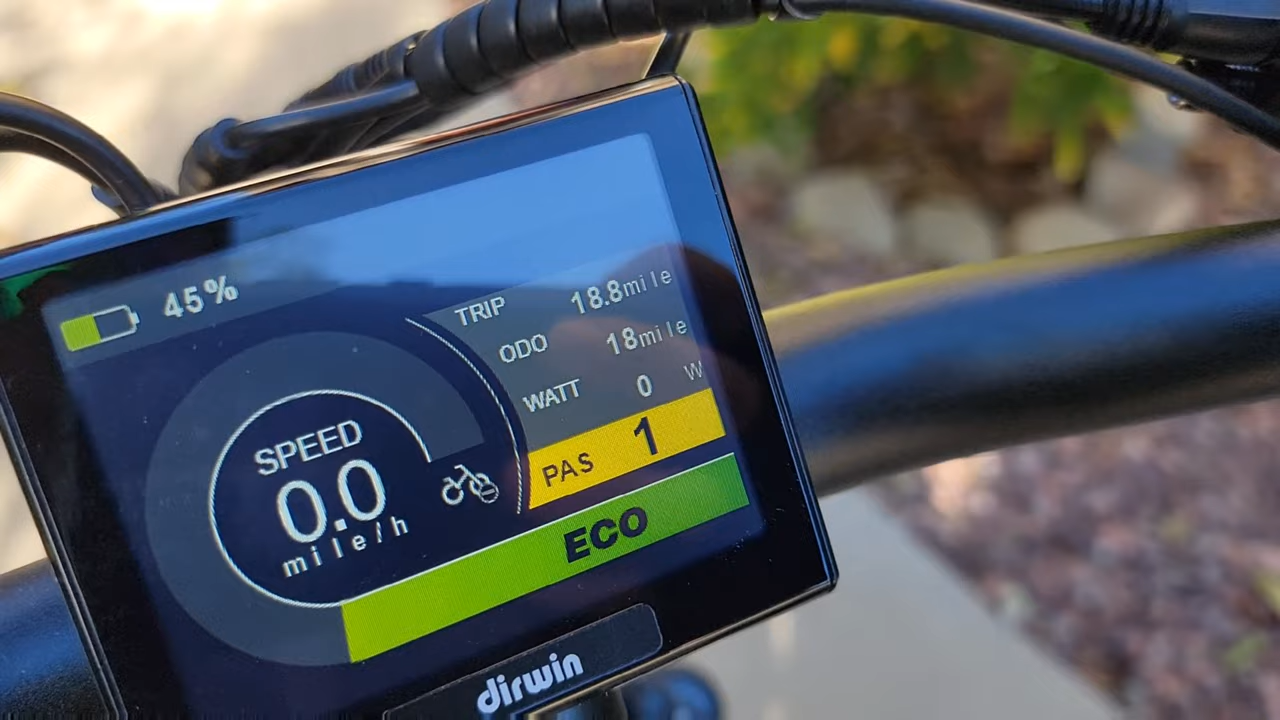 45%
TRIP 18.8mile
ODO 18mile
WATT 0 W
PAS 1
SPEED
0.0
mile/h
ECO
dirwin